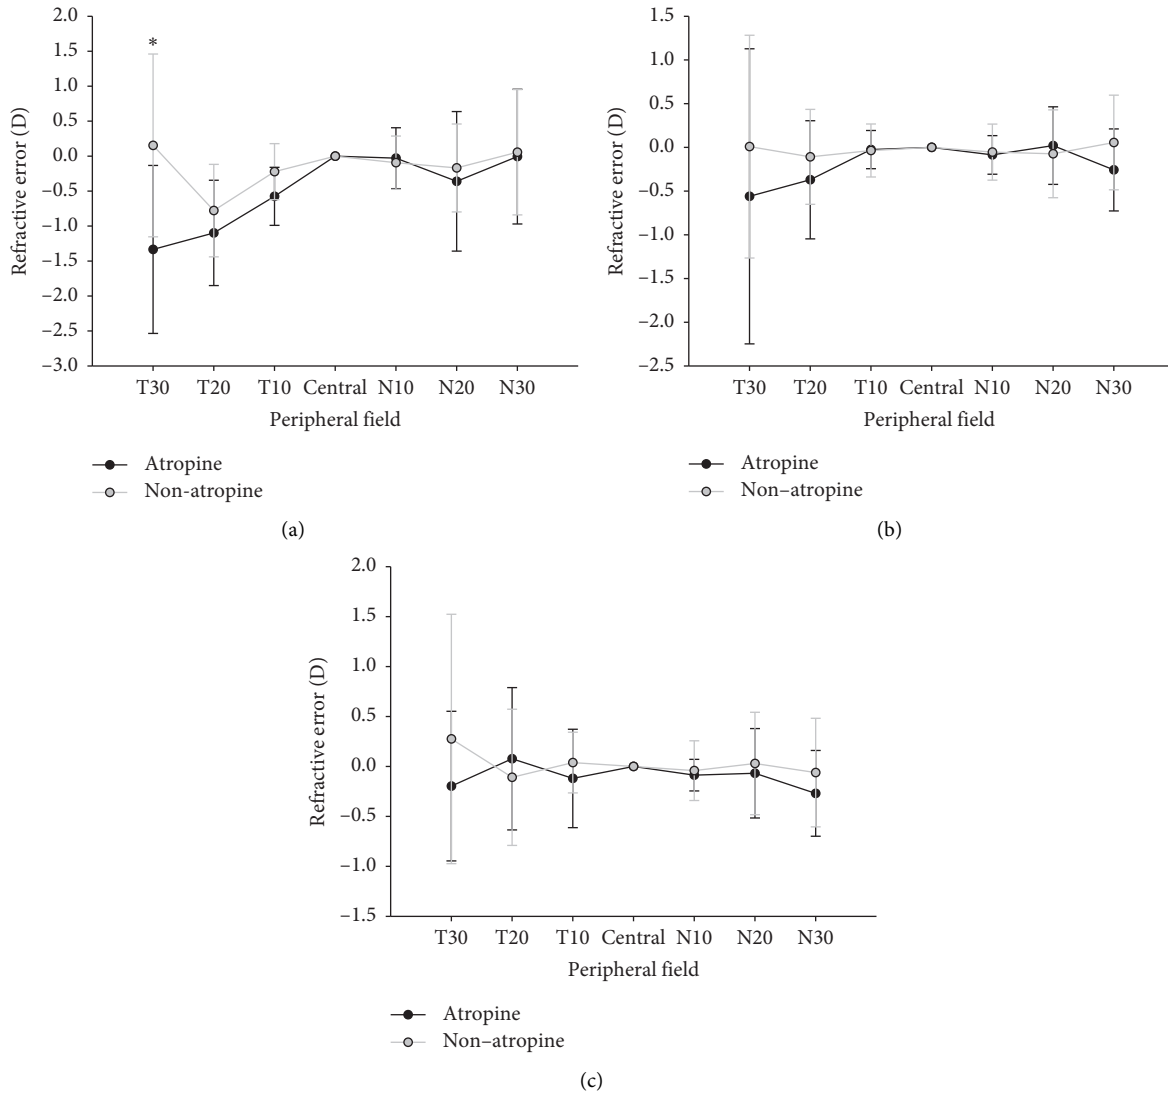 2.0
1.5
1.0
0.5
0.0
−0.5
−1.0
−1.5
−2.0
−2.5
−3.0
Refractive error (D)
*
T30 T20 T10 Central N10 N20 N30
Peripheral field
Atropine
Non-atropine
(a)
1.5
1.0
0.5
0.0
−0.5
−1.0
−1.5
−2.0
−2.5
Refractive error (D)
T30 T20 T10 Central N10 N20 N30
Peripheral field
Atropine
Non–atropine
(b)
2.0
1.5
1.0
0.5
0.0
−0.5
−1.0
−1.5
Refractive error (D)
T30 T20 T10 Central N10 N20 N30
Peripheral field
Atropine
Non–atropine
(c)